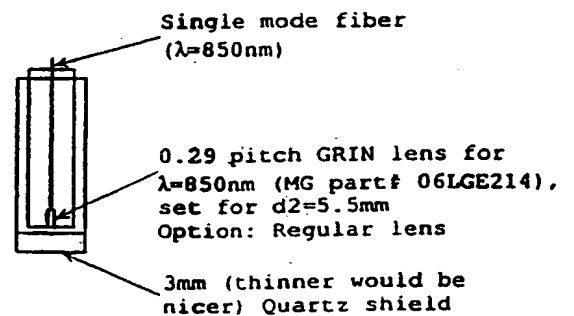 Single mode fiber
(λ=850nm)
0.29 pitch GRIN lens for
λ=850nm (MG part# 06LGE214),
set for d2=5.5mm
Option: Regular lens
3mm (thinner would be
nicer) Quartz shield